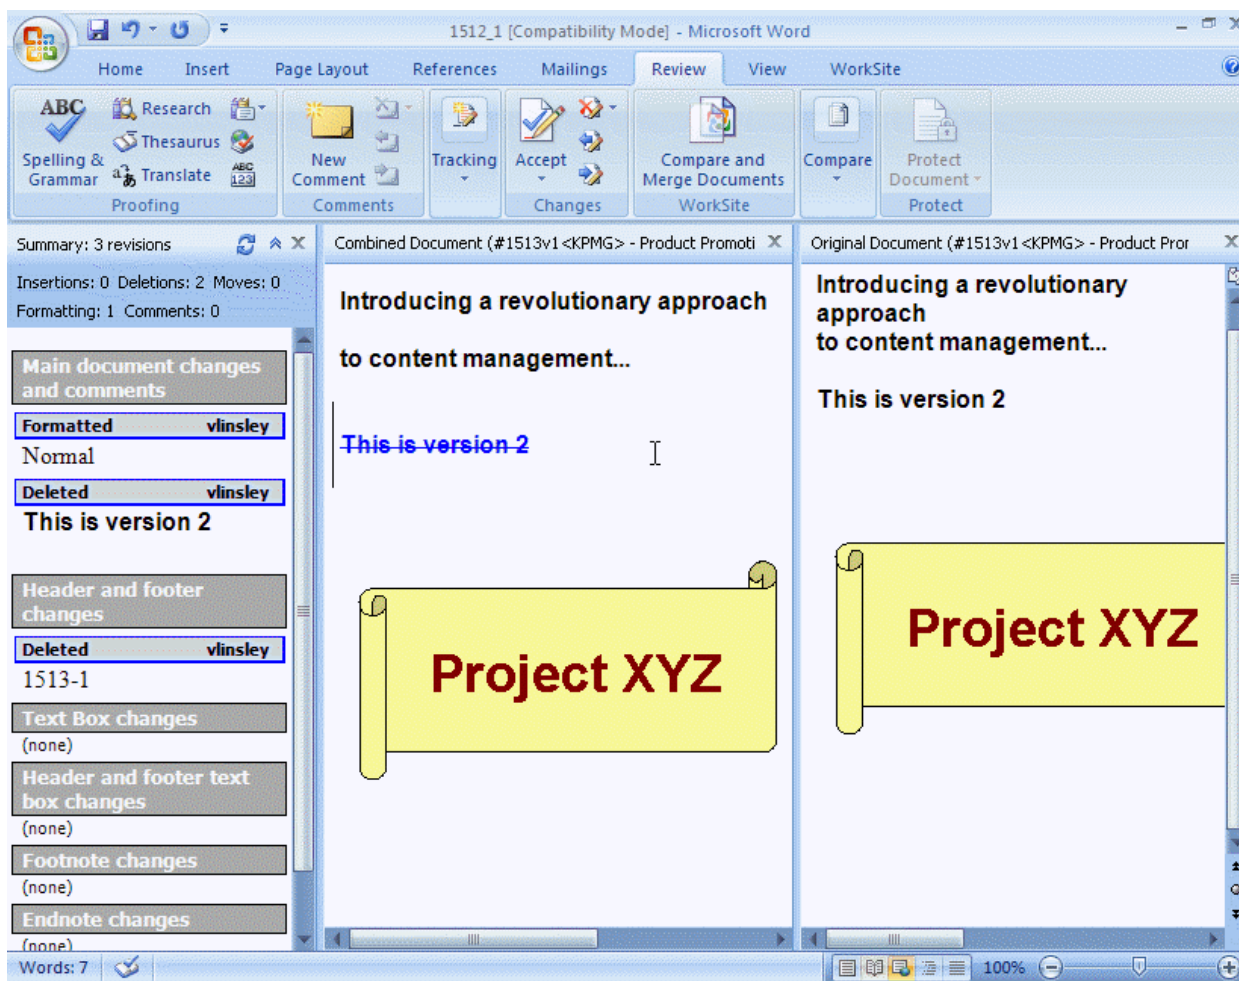 1512_1 [Compatibility Mode] - Microsoft Word
Home Insert Page Layout References Mailings Review View WorkSite
ABC
Spelling &
Grammar
Research
Thesaurus
Translate
ABC
123
Proofing
New
Comment
Comments
Tracking
Accept
Changes
Compare and
Merge Documents
WorkSite
Compare
Protect
Document
Protect
Summary: 3 revisions
Insertions: 0 Deletions: 2 Moves: 0
Formatting: 1 Comments: 0
Main document changes
and comments
Formatted vlinsley
Normal
Deleted vlinsley
This is version 2
Header and footer
changes
Deleted vlinsley
1513-1
Text Box changes
(none)
Header and footer text
box changes
(none)
Footnote changes
(none)
Endnote changes
(none)
Combined Document (#1513v1<KPMG> - Product Promoti
Introducing a revolutionary approach
to content management...
This is version 2
Project XYZ
Original Document (#1513v1<KPMG> - Product Pror
Introducing a revolutionary
approach
to content management...
This is version 2
Project XYZ
Words: 7
100%